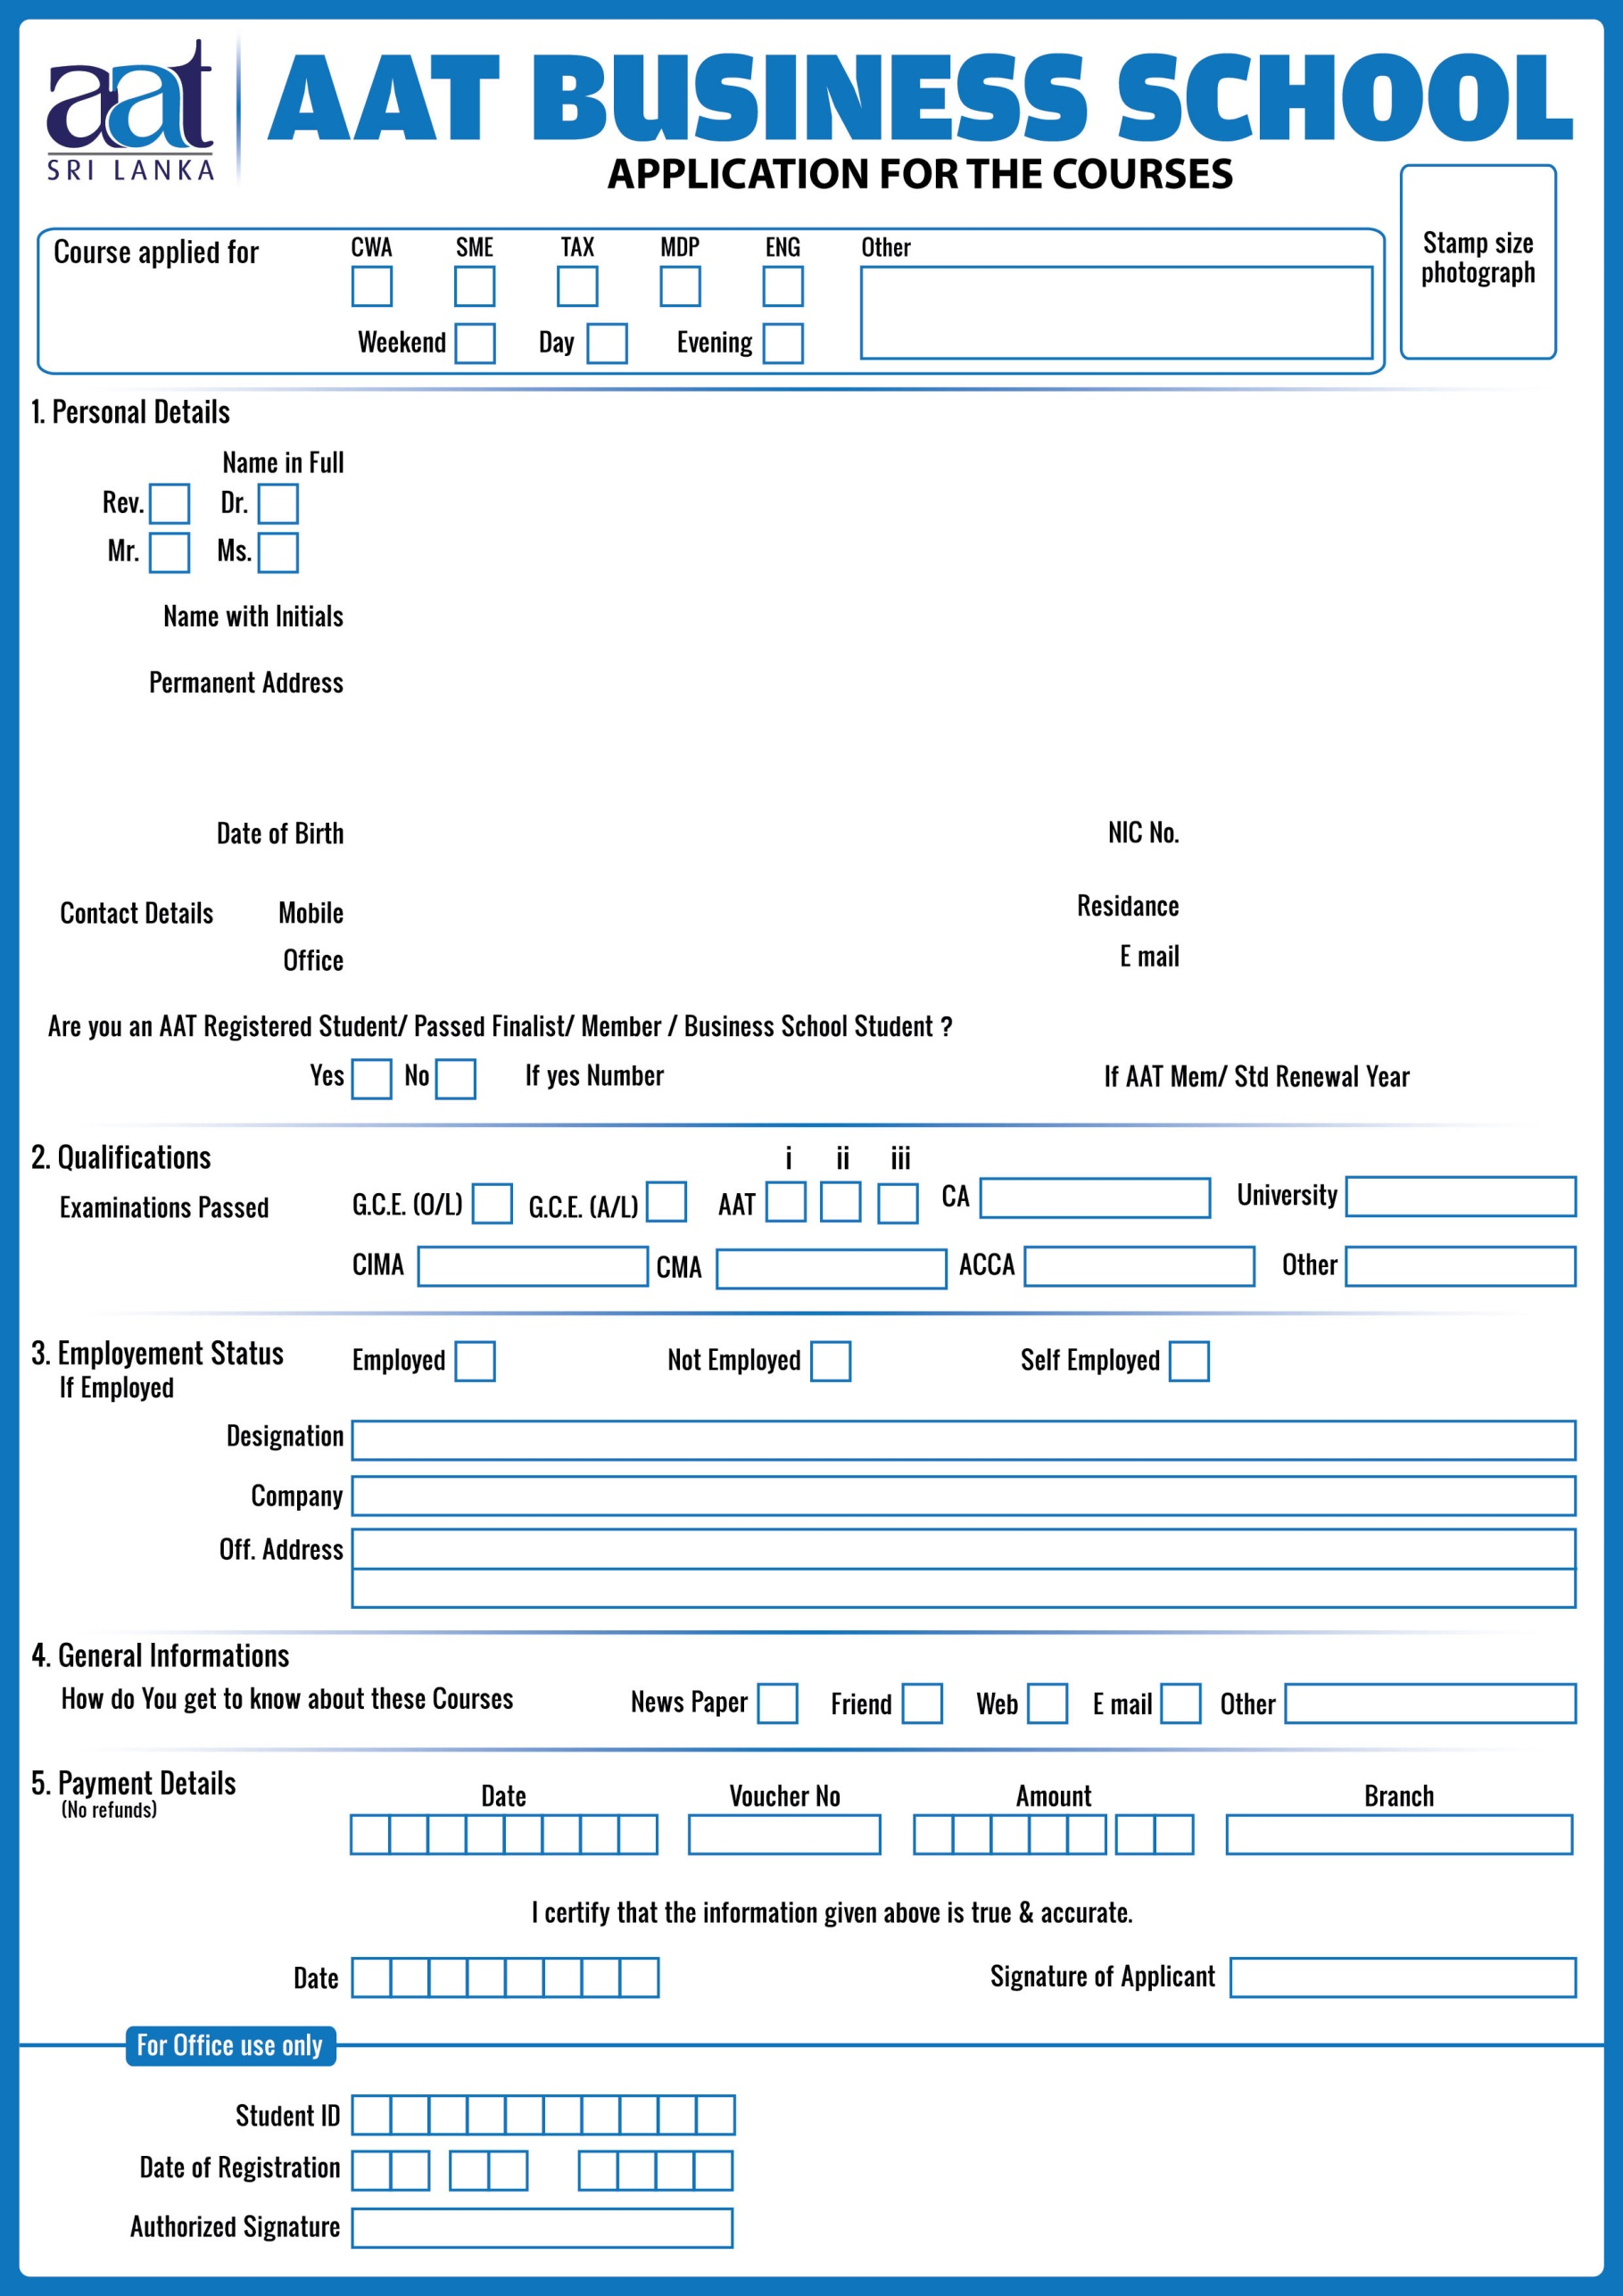 aat
SRI LANKA
AAT BUSINESS SCHOOL
APPLICATION FOR THE COURSES
Stamp size
photograph
Course applied for CWA SME TAX MDP ENG Other
Weekend Day Evening
1. Personal Details
Name in Full
Rev. Dr.
Mr. Ms.
Name with Initials
Permanent Address
Date of Birth NIC No.
Contact Details Mobile Residance
Office E mail
Are you an AAT Registered Student/ Passed Finalist/ Member / Business School Student ?
Yes No If yes Number If AAT Mem/ Std Renewal Year
2. Qualifications i ii iii
Examinations Passed G.C.E. (O/L) G.C.E. (A/L) AAT CA University
CIMA CMA ACCA Other
3. Employement Status Employed Not Employed Self Employed
If Employed
Designation
Company
Off. Address
4. General Informations
How do You get to know about these Courses News Paper Friend Web E mail Other
5. Payment Details Date Voucher No Amount Branch
(No refunds)
I certify that the information given above is true & accurate.
Date Signature of Applicant
For Office use only
Student ID
Date of Registration
Authorized Signature